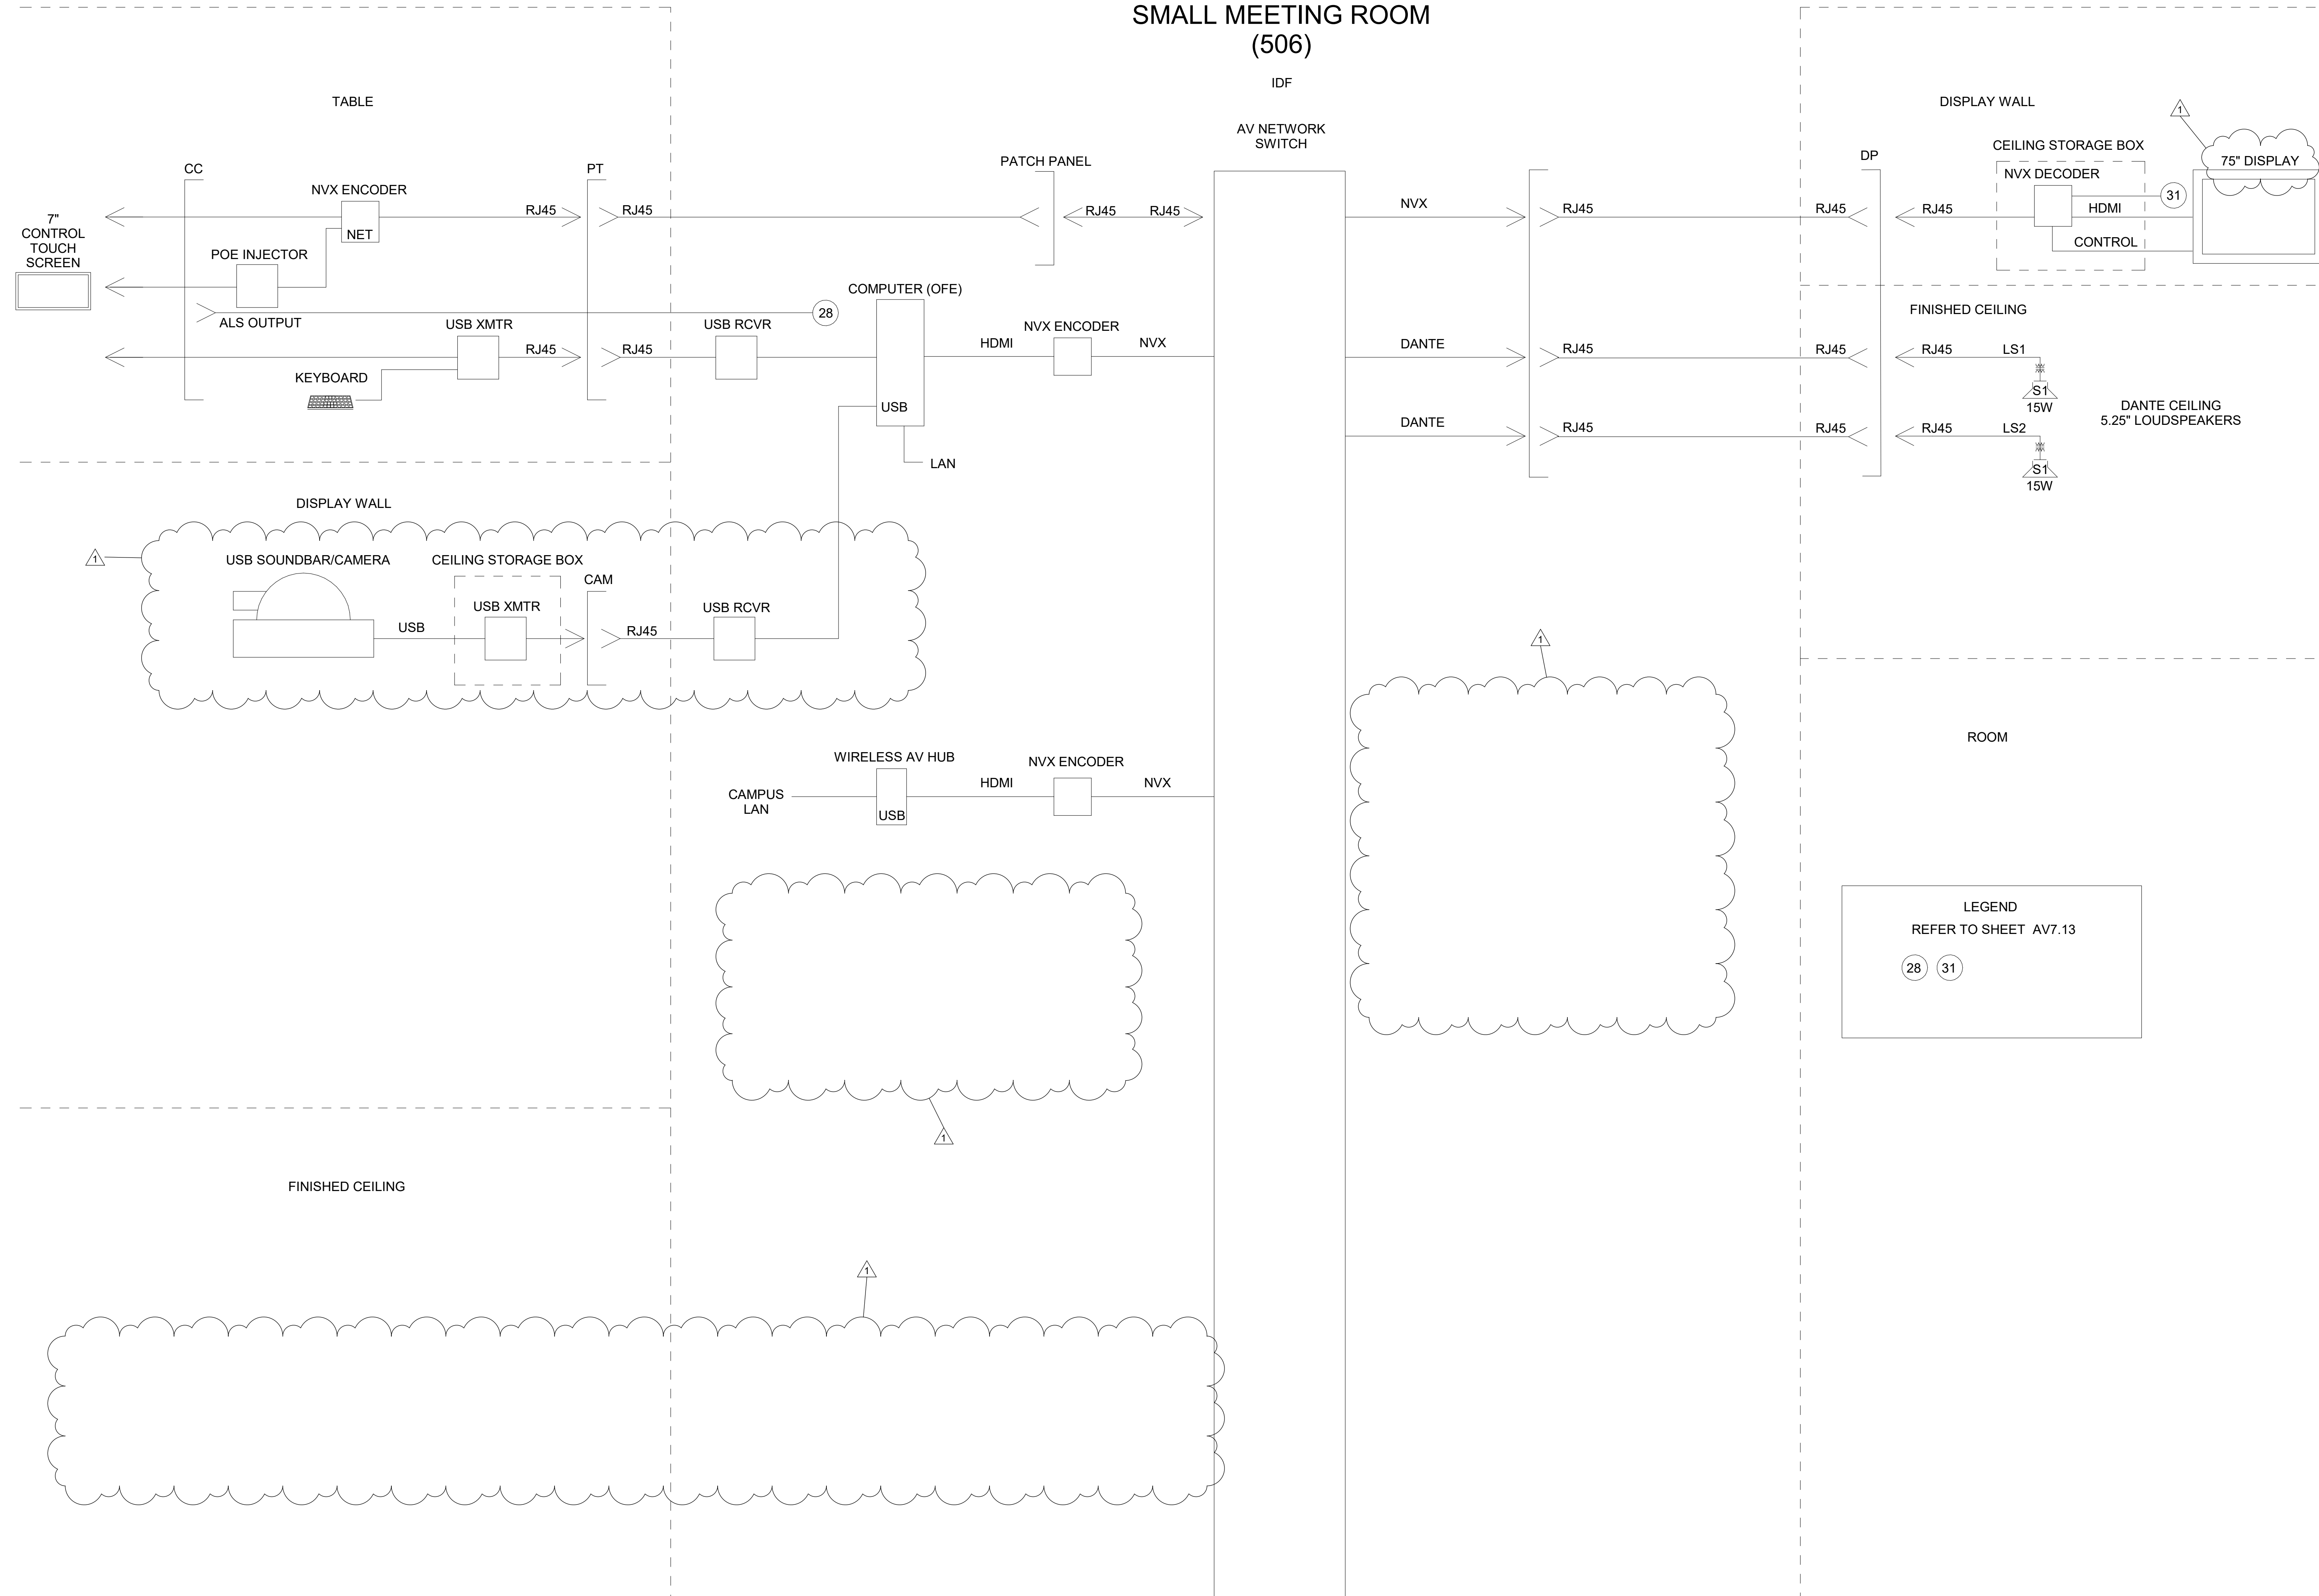 SMALL MEETING ROOM
(506)
IDF
TABLE
DISPLAY WALL
1
AV NETWORK
SWITCH
CC
PT
PATCH PANEL
DP
CEILING STORAGE BOX
75" DISPLAY
NVX ENCODER
NVX DECODER
7"
CONTROL
TOUCH
SCREEN
RJ45
RJ45
RJ45
RJ45
NVX
RJ45
RJ45
RJ45
31
HDMI
NET
CONTROL
POE INJECTOR
COMPUTER (OFE)
28
FINISHED CEILING
ALS OUTPUT
USB XMTR
USB RCVR
NVX ENCODER
RJ45
RJ45
HDMI
NVX
DANTE
RJ45
RJ45
RJ45
LS1
KEYBOARD
S1
15W
USB
DANTE CEILING
5.25" LOUDSPEAKERS
DANTE
RJ45
RJ45
RJ45
LS2
LAN
S1
15W
DISPLAY WALL
1
USB SOUNDBAR/CAMERA
CEILING STORAGE BOX
CAM
USB XMTR
USB RCVR
USB
RJ45
1
ROOM
WIRELESS AV HUB
NVX ENCODER
HDMI
NVX
CAMPUS
LAN
USB
LEGEND
REFER TO SHEET AV7.13
28 31
1
FINISHED CEILING
1